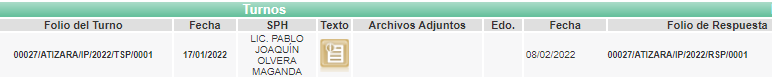 Turnos
Folio del Turno Fecha SPH Texto Archivos Adjuntos Edo. Fecha Folio de Respuesta
00027/ATIZARA/IP/2022/TSP/0001 17/01/2022 LIC. PABLO JOAQUÍN OLVERA MAGANDA 08/02/2022 00027/ATIZARA/IP/2022/RSP/0001